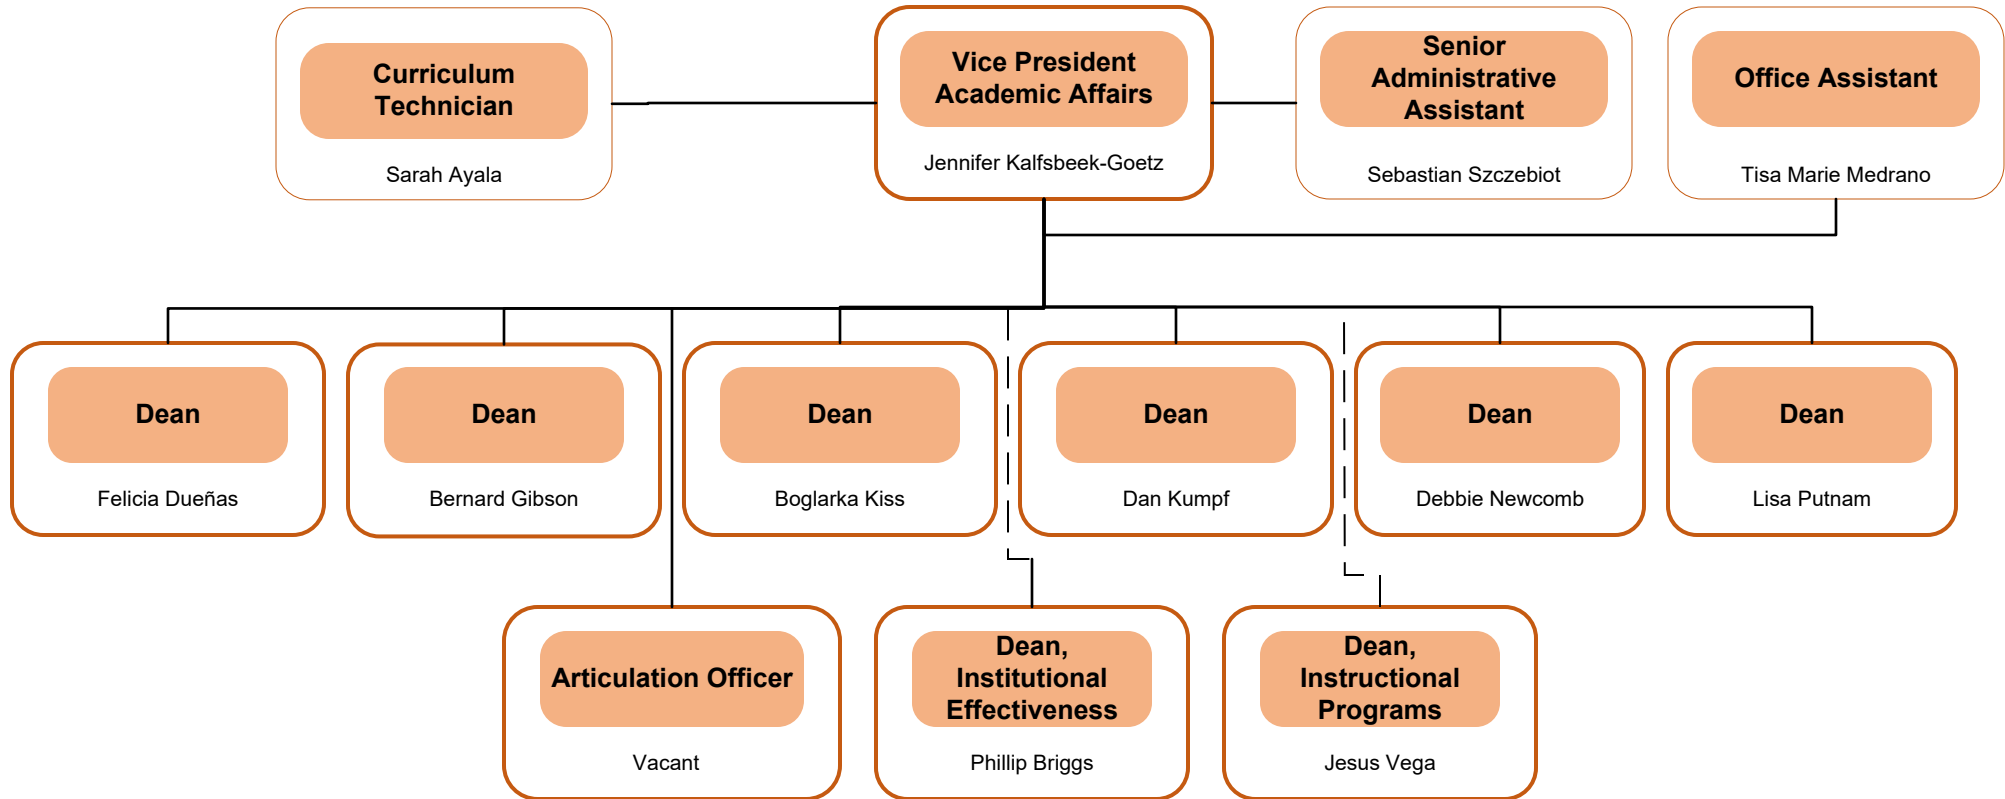 Curriculum
Technician
Sarah Ayala
Vice President
Academic Affairs
Jennifer Kalfsbeek-Goetz
Senior
Administrative
Assistant
Sebastian Szczebiot
Office Assistant
Tisa Marie Medrano
Dean
Felicia Dueñas
Dean
Bernard Gibson
Dean
Boglarka Kiss
Dean
Dan Kumpf
Dean
Debbie Newcomb
Dean
Lisa Putnam
Articulation Officer
Vacant
Dean,
Institutional
Effectiveness
Phillip Briggs
Dean,
Instructional
Programs
Jesus Vega